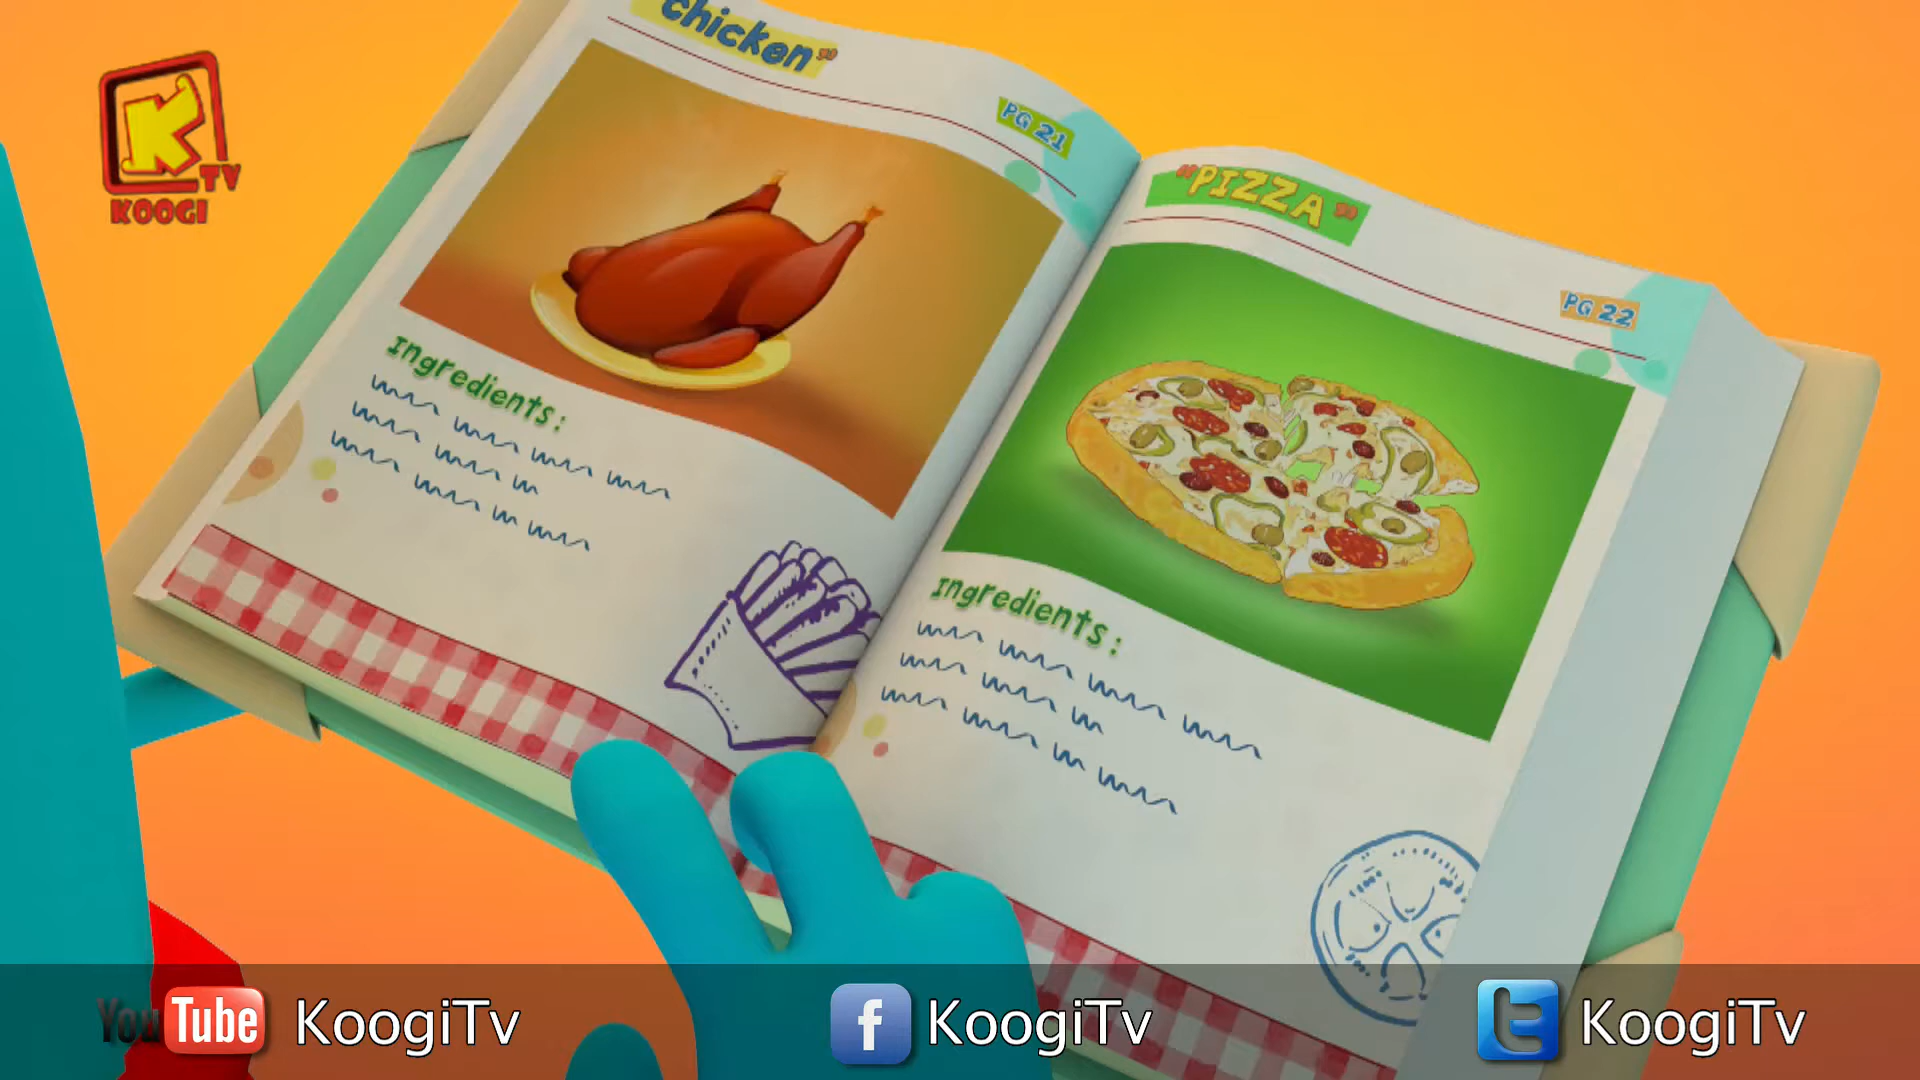 K
TV
KOOGI
chicken"
PG 21
Ingredients:
"PIZZA"
PG 22
Ingredients:
YouTube KoogiTv
f KoogiTv
t KoogiTv